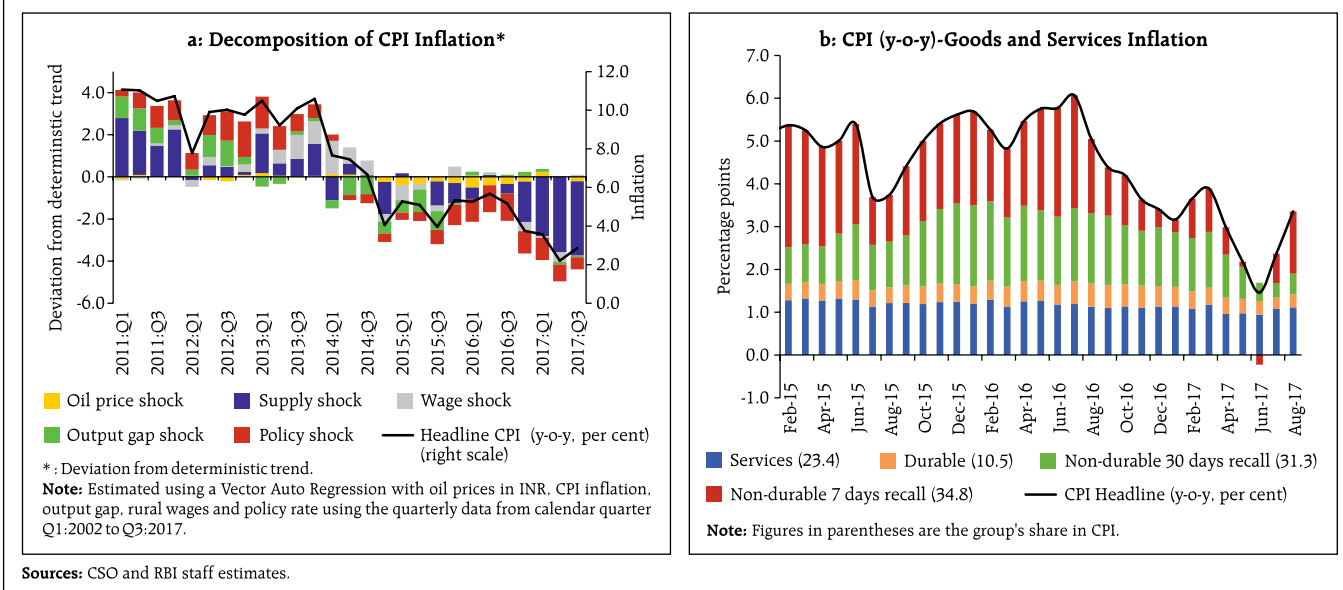 a: Decomposition of CPI Inflation*
Deviation from deterministic trend
4.0
2.0
0.0
-2.0
-4.0
-6.0
12.0
10.0
8.0
6.0
4.0
2.0
0.0
Inflation
2011:Q1
2011:Q3
2012:Q1
2012:Q3
2013:Q1
2013:Q3
2014:Q1
2014:Q3
2015:Q1
2015:Q3
2016:Q1
2016:Q3
2017:Q1
2017:Q3
Oil price shock
Supply shock
Wage shock
Output gap shock
Policy shock
Headline CPI (y-o-y, per cent)
(right scale)
* : Deviation from deterministic trend.
Note: Estimated using a Vector Auto Regression with oil prices in INR, CPI inflation,
output gap, rural wages and policy rate using the quarterly data from calendar quarter
Q1:2002 to Q3:2017.
b: CPI (y-o-y)-Goods and Services Inflation
Percentage points
7.0
6.0
5.0
4.0
3.0
2.0
1.0
0.0
-1.0
Feb-15
Apr-15
Jun-15
Aug-15
Oct-15
Dec-15
Feb-16
Apr-16
Jun-16
Aug-16
Oct-16
Dec-16
Feb-17
Apr-17
Jun-17
Aug-17
Services (23.4)
Durable (10.5)
Non-durable 30 days recall (31.3)
Non-durable 7 days recall (34.8)
CPI Headline (y-o-y, per cent)
Note: Figures in parentheses are the group's share in CPI.
Sources: CSO and RBI staff estimates.